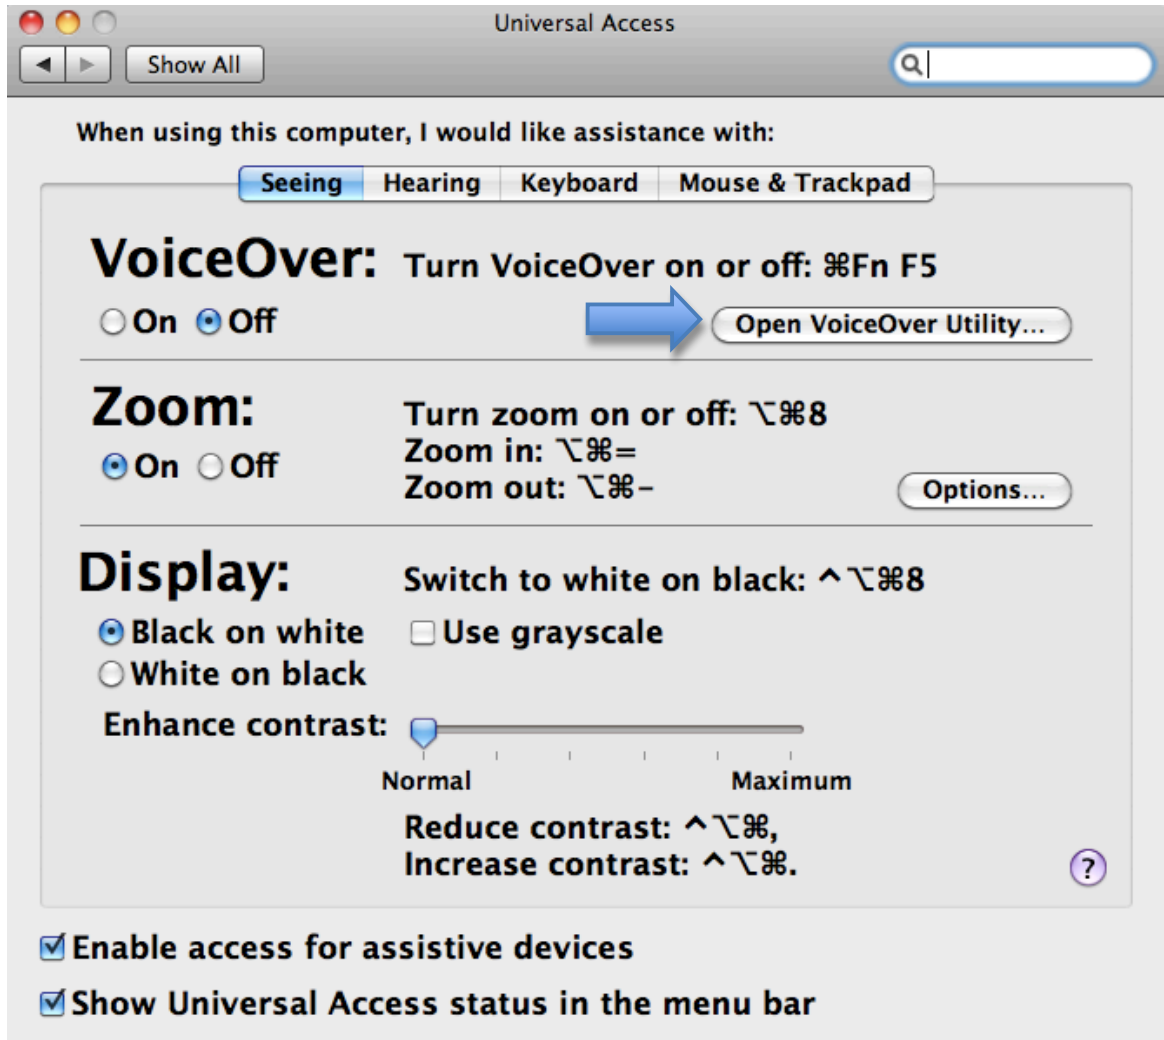 Universal Access
Show All
When using this computer, I would like assistance with:
Seeing Hearing Keyboard Mouse & Trackpad
VoiceOver: Turn VoiceOver on or off: ⌘Fn F5
On Off Open VoiceOver Utility...
Zoom: Turn zoom on or off: ⌥⌘8
Zoom in: ⌥⌘=
On Off
Zoom out: ⌥⌘-
Options...
Display: Switch to white on black: ^⌥⌘8
Black on white Use grayscale
White on black
Enhance contrast:
Normal Maximum
Reduce contrast: ^⌥⌘,
Increase contrast: ^⌥⌘.
?
Enable access for assistive devices
Show Universal Access status in the menu bar